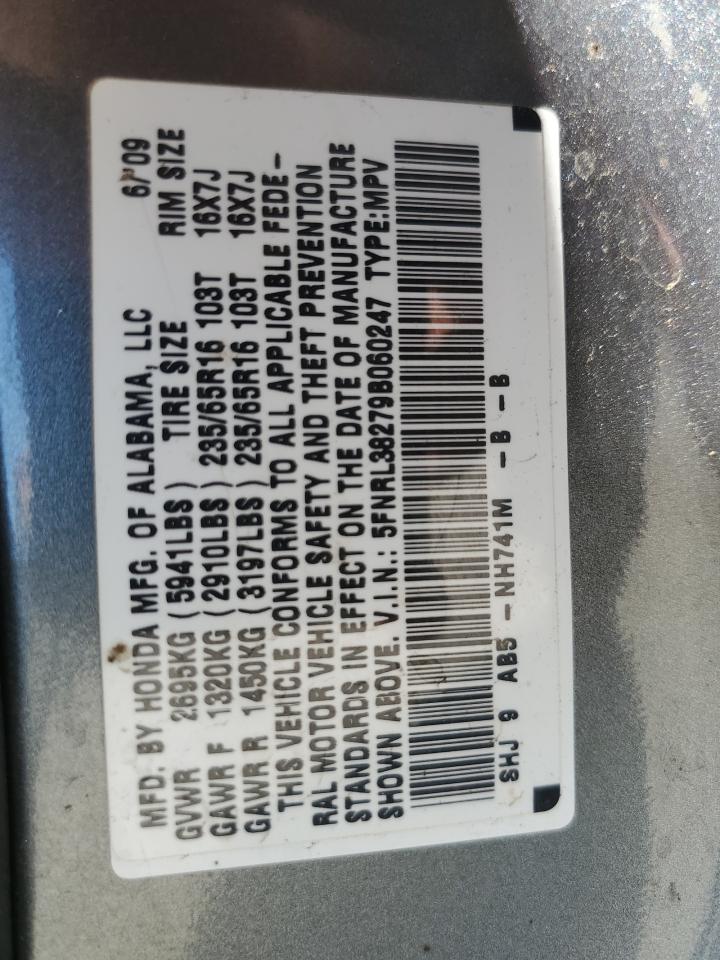 MFD. BY HONDA MFG. OF ALABAMA, LLC 6/09
GVWR 2695KG (5941LBS) TIRE SIZE RIM SIZE
GAWR F 1320KG (2910LBS) 235/65R16 103T 16X7J
GAWR R 1450KG (3197LBS) 235/65R16 103T 16X7J
THIS VEHICLE CONFORMS TO ALL APPLICABLE FEDE-
RAL MOTOR VEHICLE SAFETY AND THEFT PREVENTION
STANDARDS IN EFFECT ON THE DATE OF MANUFACTURE
SHOWN ABOVE. V.I.N.: 5FNRL38279B060247 TYPE:MPV
SHJ 9 AB5 -NH741M -B -B